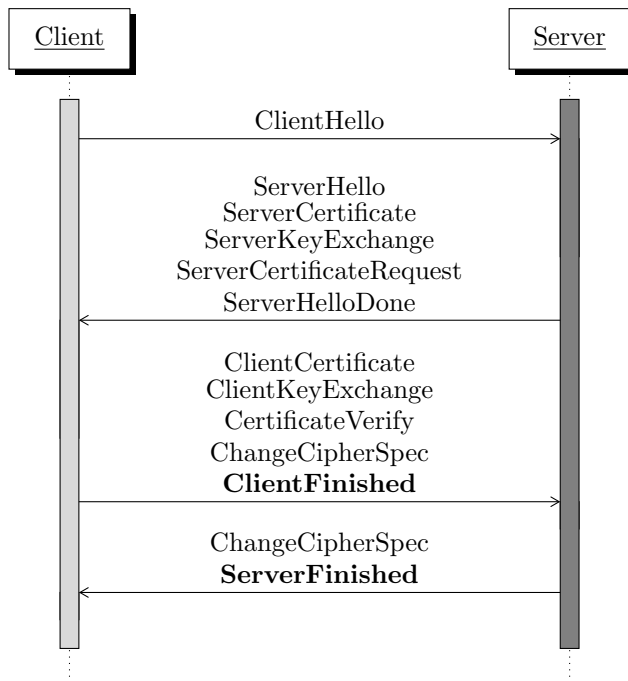 Client
Server
ClientHello
ServerHello
ServerCertificate
ServerKeyExchange
ServerCertificateRequest
ServerHelloDone
ClientCertificate
ClientKeyExchange
CertificateVerify
ChangeCipherSpec
ClientFinished
ChangeCipherSpec
ServerFinished